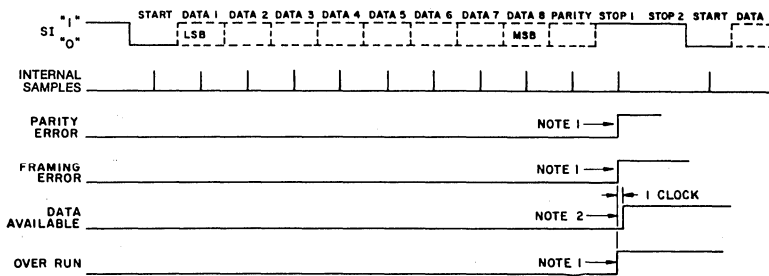 START DATA 1 DATA 2 DATA 3 DATA 4 DATA 5 DATA 6 DATA 7 DATA 8 PARITY STOP 1 STOP 2 START DATA
SI "1"
"0"
LSB MSB
INTERNAL
SAMPLES
PARITY
ERROR
NOTE 1
FRAMING
ERROR
NOTE 1
1 CLOCK
DATA
AVAILABLE
NOTE 2
OVER RUN
NOTE 1